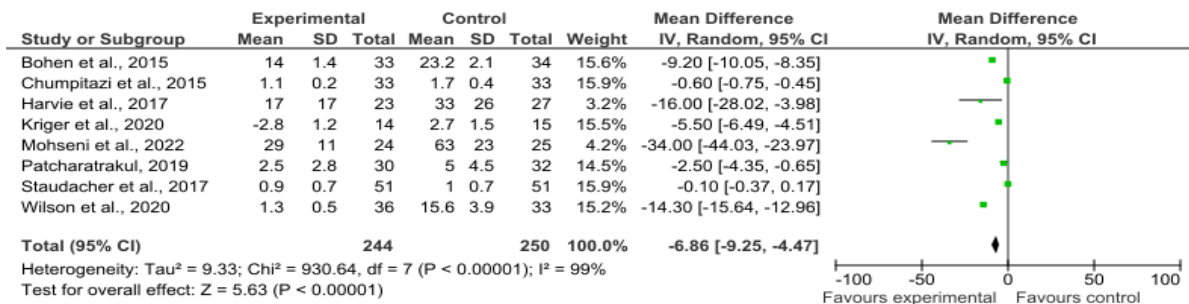 Experimental Control Mean Difference Mean Difference
Study or Subgroup Mean SD Total Mean SD Total Weight IV, Random, 95% CI IV, Random, 95% CI
Bohen et al., 2015 14 1.4 33 23.2 2.1 34 15.6% -9.20 [-10.05, -8.35]
Chumpitazi et al., 2015 1.1 0.2 33 1.7 0.4 33 15.9% -0.60 [-0.75, -0.45]
Harvie et al., 2017 17 17 23 33 26 27 3.2% -16.00 [-28.02, -3.98]
Kriger et al., 2020 -2.8 1.2 14 2.7 1.5 15 15.5% -5.50 [-6.49, -4.51]
Mohseni et al., 2022 29 11 24 63 23 25 4.2% -34.00 [-44.03, -23.97]
Patcharatrakul, 2019 2.5 2.8 30 5 4.5 32 14.5% -2.50 [-4.35, -0.65]
Staudacher et al., 2017 0.9 0.7 51 1 0.7 51 15.9% -0.10 [-0.37, 0.17]
Wilson et al., 2020 1.3 0.5 36 15.6 3.9 33 15.2% -14.30 [-15.64, -12.96]
Total (95% CI) 244 250 100.0% -6.86 [-9.25, -4.47]
Heterogeneity: Tau² = 9.33; Chi² = 930.64, df = 7 (P < 0.00001); I² = 99%
Test for overall effect: Z = 5.63 (P < 0.00001)
-100 -50 0 50 100
Favours experimental Favours control